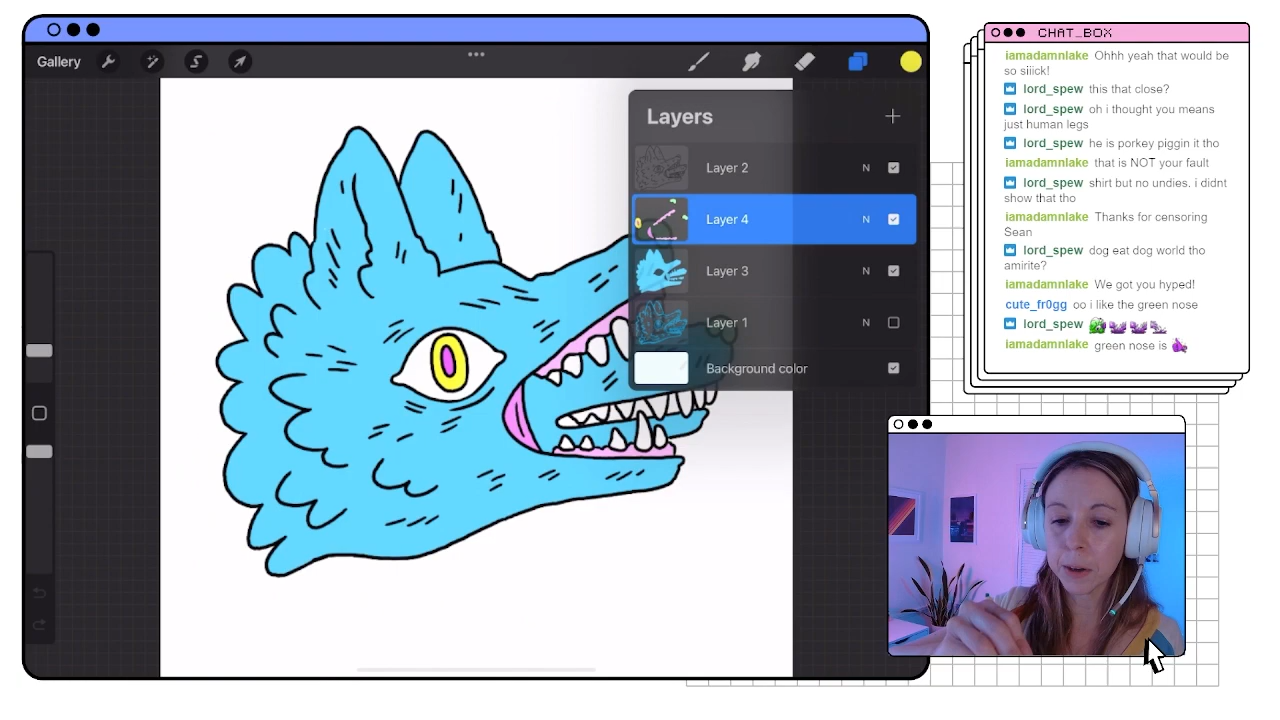 Gallery
Layers
Layer 2 N
Layer 4 N
Layer 3 N
Layer 1 N
Background color
CHAT_BOX
iamadamnlake Ohhh yeah that would be
so siiick!
lord_spew this that close?
lord_spew oh i thought you means
just human legs
lord_spew he is porkey piggin it tho
iamadamnlake that is NOT your fault
lord_spew shirt but no undies. i didnt
show that tho
iamadamnlake Thanks for censoring
Sean
lord_spew dog eat dog world tho
amirite?
iamadamnlake We got you hyped!
cute_fr0gg oo i like the green nose
lord_spew
iamadamnlake green nose is